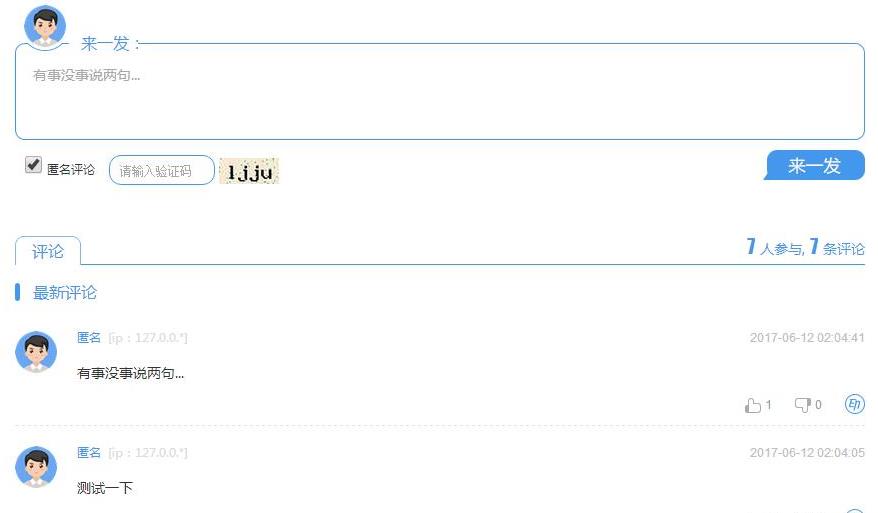 来一发：
有事没事说两句...
匿名评论 请输入验证码 ljju 来一发
评论 7 人参与, 7 条评论
最新评论
匿名 [ip : 127.0.0.*] 2017-06-12 02:04:41
有事没事说两句...
1 0 印
匿名 [ip : 127.0.0.*] 2017-06-12 02:04:05
测试一下